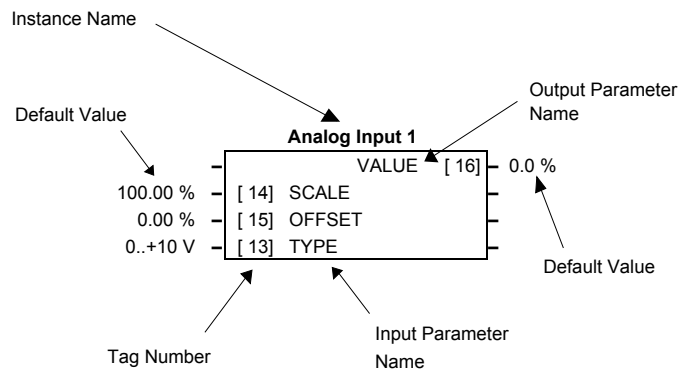 Instance Name
Output Parameter
Name
Default Value
Analog Input 1
VALUE [ 16] 0.0 %
100.00 % [ 14] SCALE
0.00 % [ 15] OFFSET
0..+10 V [ 13] TYPE
Default Value
Tag Number
Input Parameter
Name